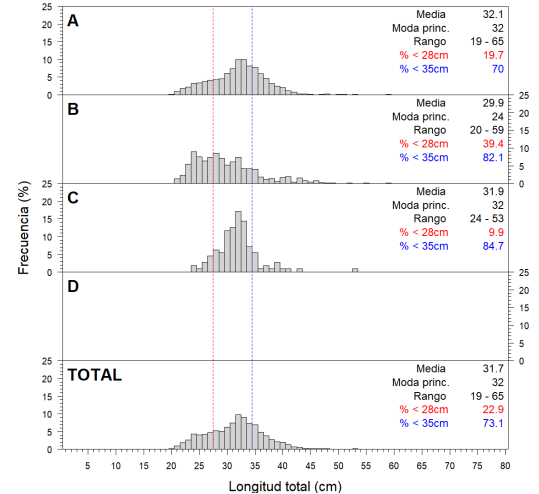 25
20
15
10
5
0
A
Media 32.1
Moda princ. 32
Rango 19 - 65
% < 28cm 19.7
% < 35cm 70
25
20
15
10
5
0
B
Media 29.9
Moda princ. 24
Rango 20 - 59
% < 28cm 39.4
% < 35cm 82.1
25
20
15
10
5
0
C
Media 31.9
Moda princ. 32
Rango 24 - 53
% < 28cm 9.9
% < 35cm 84.7
25
20
15
10
5
0
D
25
20
15
10
5
0
TOTAL
Media 31.7
Moda princ. 32
Rango 19 - 65
% < 28cm 22.9
% < 35cm 73.1
Frecuencia (%)
5 10 15 20 25 30 35 40 45 50 55 60 65 70 75 80
Longitud total (cm)